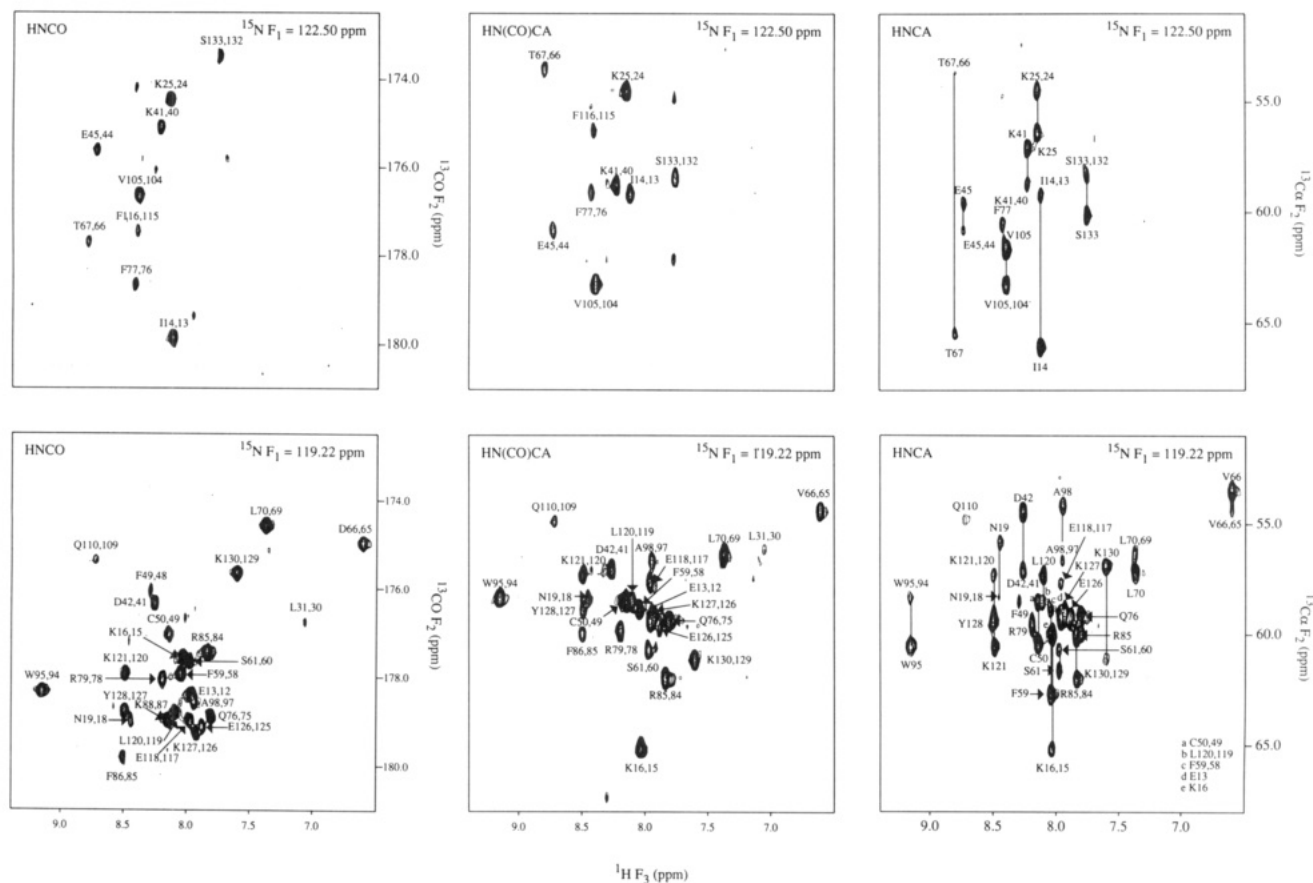 HNCO
15N F1 = 122.50 ppm
S133,132
K25,24
K41,40
E45,44
V105,104
F116,115
T67,66
F77,76
I14,13
174.0
176.0
178.0
180.0
13CO F2 (ppm)
HN(CO)CA
15N F1 = 122.50 ppm
T67,66
K25,24
F116,115
K41,40
S133,132
I14,13
F77,76
E45,44
V105,104
HNCA
15N F1 = 122.50 ppm
T67,66
K25,24
K41
K25
S133,132
I14,13
E45
K41,40
F77
V105
S133
E45,44
V105,104
T67
I14
55.0
60.0
65.0
13Cα F2 (ppm)
HNCO
15N F1 = 119.22 ppm
L70,69
D66,65
Q110,109
K130,129
F49,48
D42,41
L31,30
C50,49
K16,15
R85,84
K121,120
S61,60
R79,78
F59,58
W95,94
E13,12
Y128,127
K88,87
A98,97
N19,18
Q76,75
L120,119
E126,125
K127,126
E118,117
F86,85
174.0
176.0
178.0
180.0
13CO F2 (ppm)
9.0
8.0
7.0
HN(CO)CA
15N F1 = 119.22 ppm
V66,65
Q110,109
L120,119
L70,69
L31,30
D42,41
A98,97
K121,120
E118,117
F59,58
W95,94
E13,12
Y128,127
K127,126
C50,49
Q76,75
F86,85
E126,125
R79,78
S61,60
K130,129
R85,84
K16,15
9.0
8.0
7.0
1H F3 (ppm)
HNCA
15N F1 = 119.22 ppm
V66
Q110
D42
A98
V66,65
N19
E118,117
A98,97
K130
L70,69
K121,120
L120
K127
W95,94
D42,41
E126
N19,18
F49
L70
Q76
Y128
R79
R85
W95
K121
C50
S61,60
S61
K130,129
F59
R85,84
K16,15
a b c d e
a C50,49
b L120,119
c F59,58
d E13
e K16
55.0
60.0
65.0
13Cα F2 (ppm)
9.0
8.0
7.0